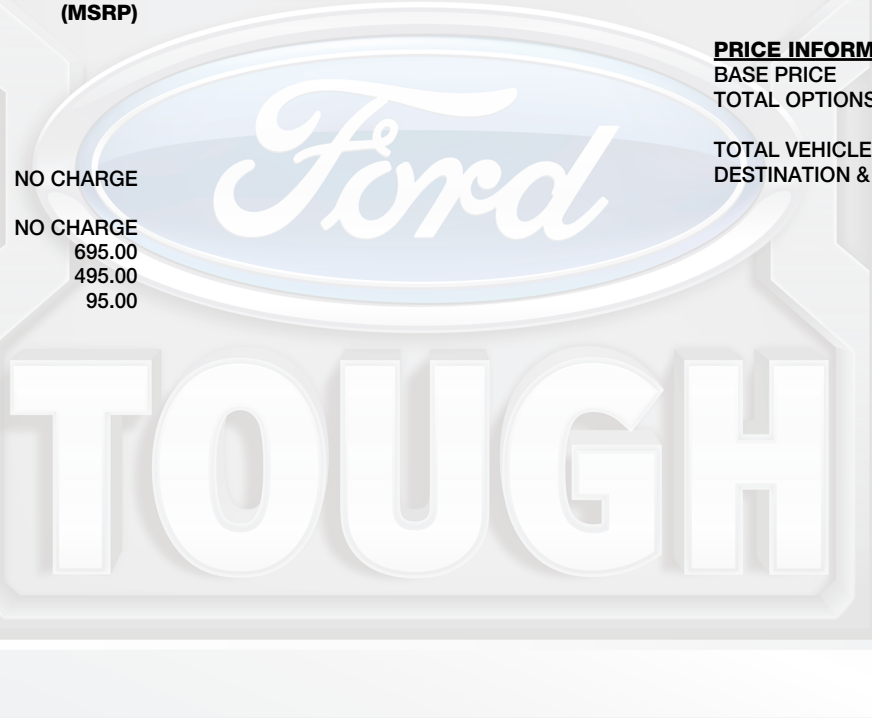 (MSRP)
NO CHARGE
NO CHARGE
695.00
495.00
95.00
PRICE INFORM
BASE PRICE
TOTAL OPTIONS
TOTAL VEHICLE
DESTINATION &
Ford
TOUGH